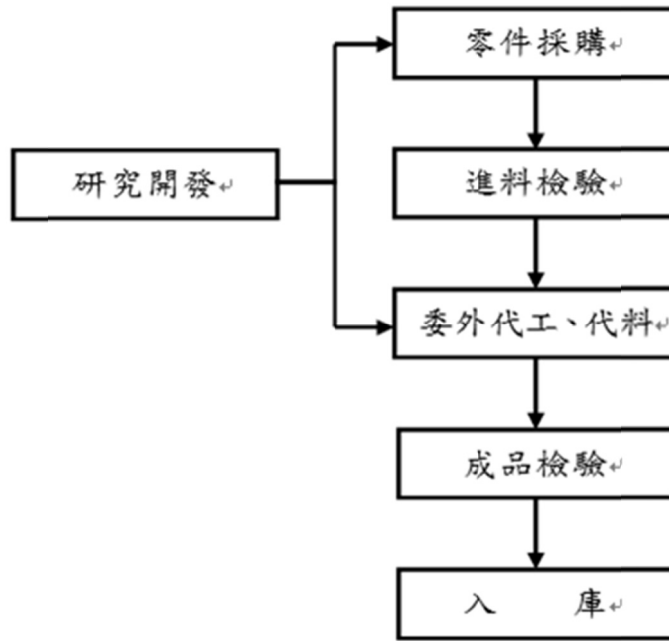 零件採購
研究開發
進料檢驗
委外代工、代料
成品檢驗
入 庫